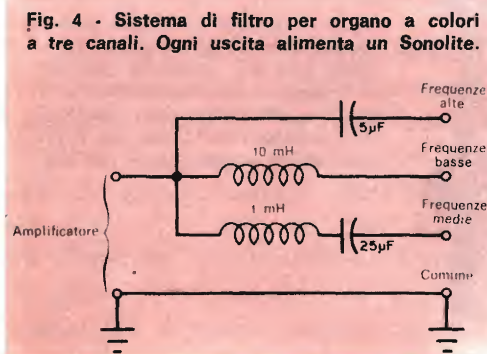 Fig. 4 - Sistema di filtro per organo a colori
a tre canali. Ogni uscita alimenta un Sonolite.
Frequenze
alte
5µF
Frequenze
basse
10 mH
Frequenze
medie
1 mH
25µF
Amplificatore
Comune